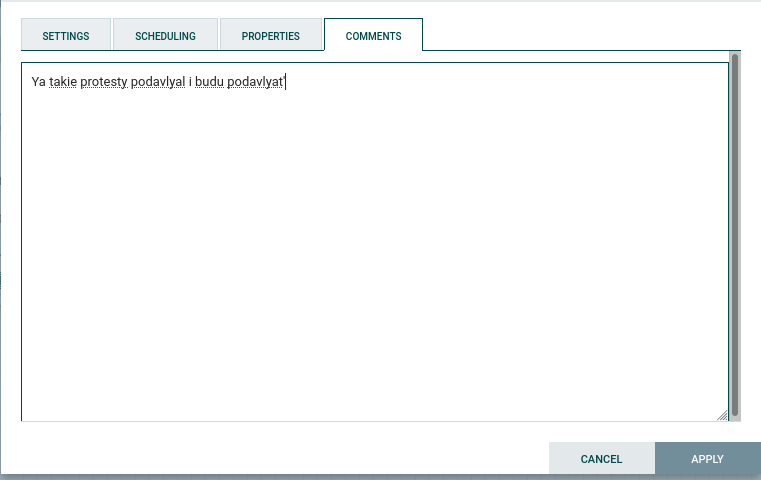 SETTINGS
SCHEDULING
PROPERTIES
COMMENTS
Ya takie protesty podavlyal i budu podavlyat'
CANCEL
APPLY